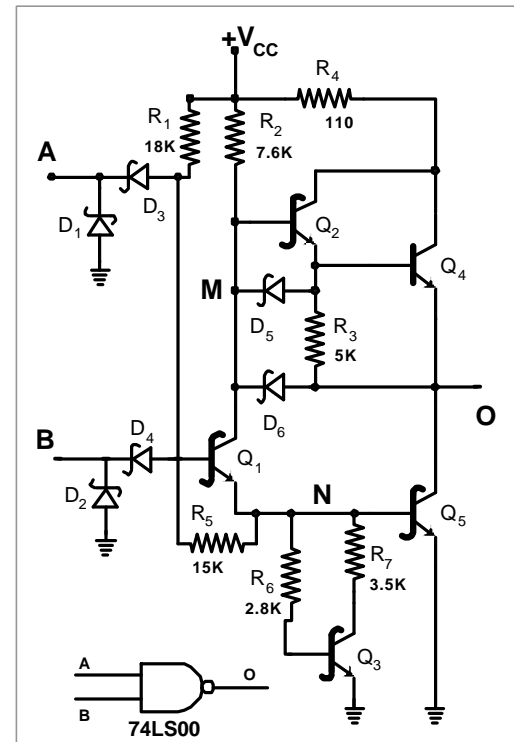 +VCC
R4
110
R1
18K
R2
7.6K
A
D3
D1
Q2
Q4
M
D5
R3
5K
D6
O
B
D4
D2
Q1
N
Q5
R5
15K
R6
2.8K
R7
3.5K
Q3
A
B
O
74LS00